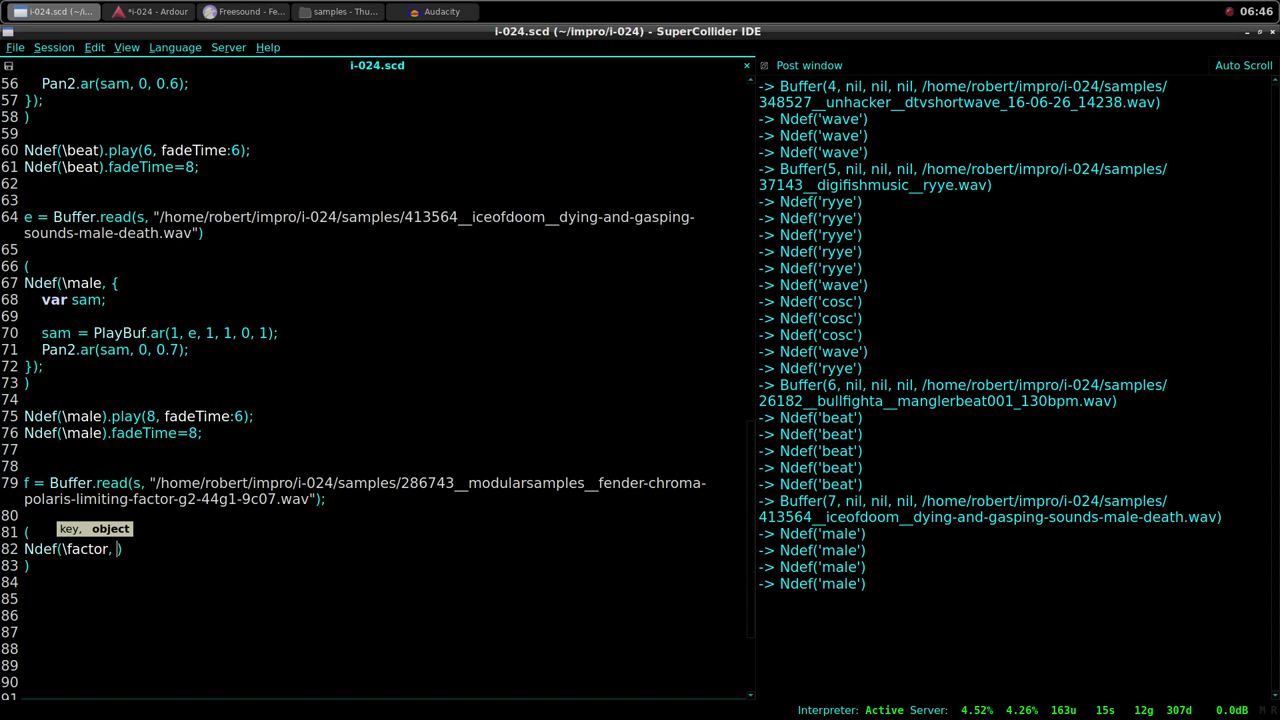 i-024.scd (~/i...
*i-024 - Ardour
Freesound - Fe...
samples - Thu...
Audacity
06:46
i-024.scd (~/impro/i-024) - SuperCollider IDE
File Session Edit View Language Server Help
i-024.scd
Post window
Auto Scroll
56 Pan2.ar(sam, 0, 0.6);
57 });
58 )
59
60 Ndef(\beat).play(6, fadeTime:6);
61 Ndef(\beat).fadeTime=8;
62
63
64 e = Buffer.read(s, "/home/robert/impro/i-024/samples/413564__iceofdoom__dying-and-gasping-
sounds-male-death.wav")
65
66 (
67 Ndef(\male, {
68 var sam;
69
70 sam = PlayBuf.ar(1, e, 1, 1, 0, 1);
71 Pan2.ar(sam, 0, 0.7);
72 });
73 )
74
75 Ndef(\male).play(8, fadeTime:6);
76 Ndef(\male).fadeTime=8;
77
78
79 f = Buffer.read(s, "/home/robert/impro/i-024/samples/286743__modularsamples__fender-chroma-
polaris-limiting-factor-g2-44g1-9c07.wav");
80
key, object
81 (
82 Ndef(\factor, )
83 )
84
85
86
87
88
89
90
91
-> Buffer(4, nil, nil, nil, /home/robert/impro/i-024/samples/
348527__unhacker__dtvshortwave_16-06-26_14238.wav)
-> Ndef('wave')
-> Ndef('wave')
-> Ndef('wave')
-> Buffer(5, nil, nil, nil, /home/robert/impro/i-024/samples/
37143__digifishmusic__ryye.wav)
-> Ndef('ryye')
-> Ndef('ryye')
-> Ndef('ryye')
-> Ndef('ryye')
-> Ndef('ryye')
-> Ndef('wave')
-> Ndef('cosc')
-> Ndef('cosc')
-> Ndef('cosc')
-> Ndef('wave')
-> Ndef('ryye')
-> Buffer(6, nil, nil, nil, /home/robert/impro/i-024/samples/
26182__bullfighta__manglerbeat001_130bpm.wav)
-> Ndef('beat')
-> Ndef('beat')
-> Ndef('beat')
-> Ndef('beat')
-> Ndef('beat')
-> Buffer(7, nil, nil, nil, /home/robert/impro/i-024/samples/
413564__iceofdoom__dying-and-gasping-sounds-male-death.wav)
-> Ndef('male')
-> Ndef('male')
-> Ndef('male')
-> Ndef('male')
Interpreter: Active Server: 4.52% 4.26% 163u 15s 12g 307d 0.0dB M R